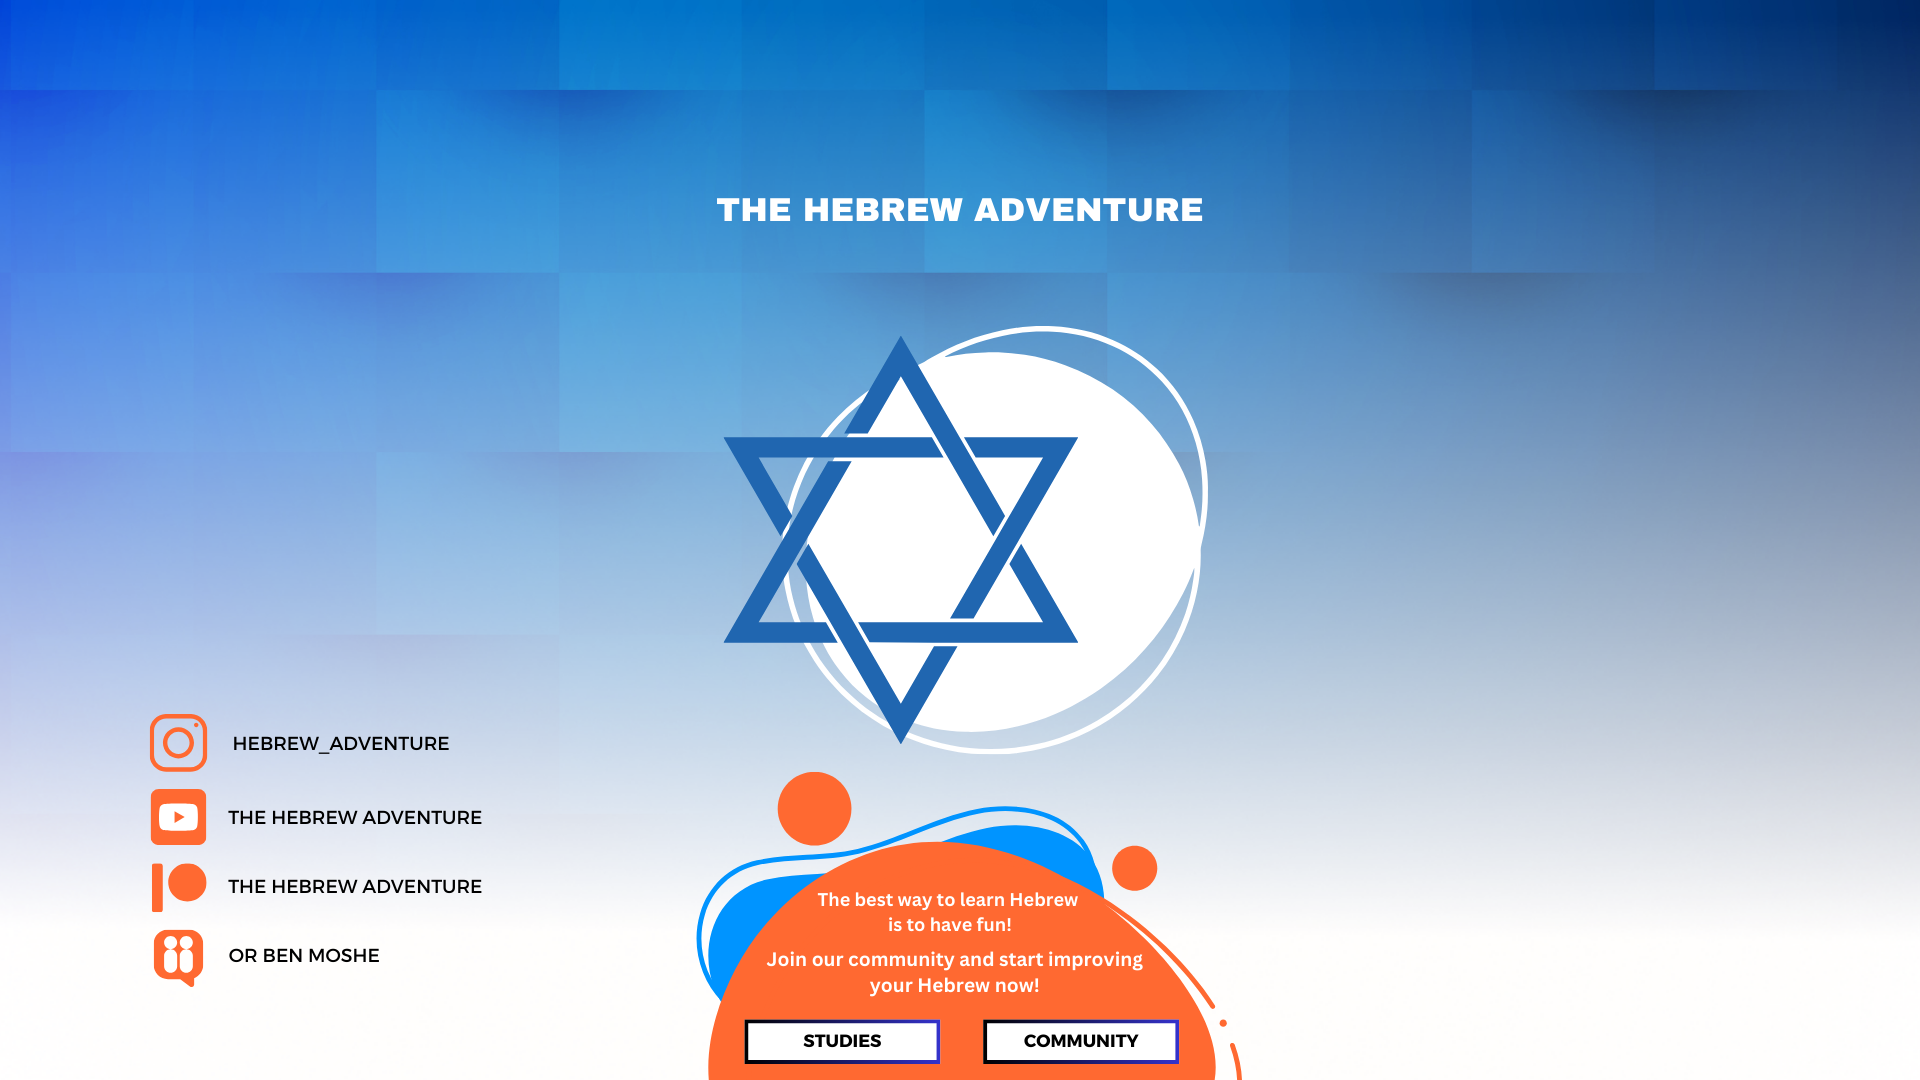 THE HEBREW ADVENTURE
HEBREW_ADVENTURE
THE HEBREW ADVENTURE
THE HEBREW ADVENTURE
OR BEN MOSHE
The best way to learn Hebrew
is to have fun!
Join our community and start improving
your Hebrew now!
STUDIES
COMMUNITY